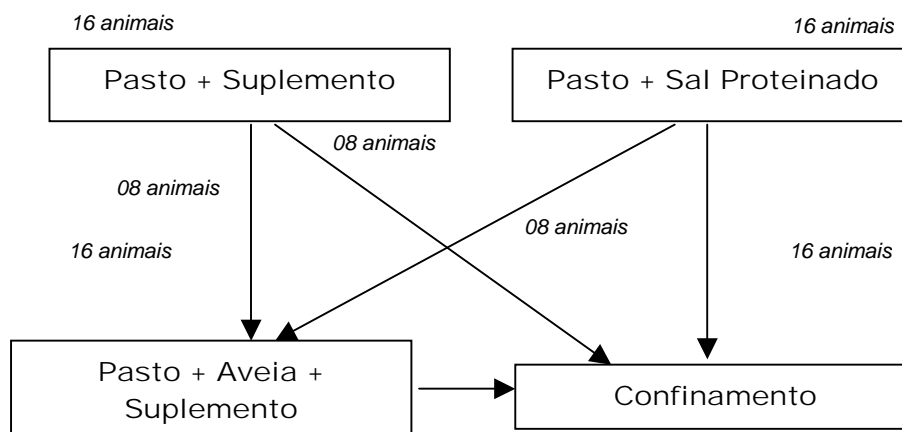 16 animais
16 animais
Pasto + Suplemento
Pasto + Sal Proteinado
08 animais
08 animais
08 animais
16 animais
16 animais
Pasto + Aveia +
Suplemento
Confinamento